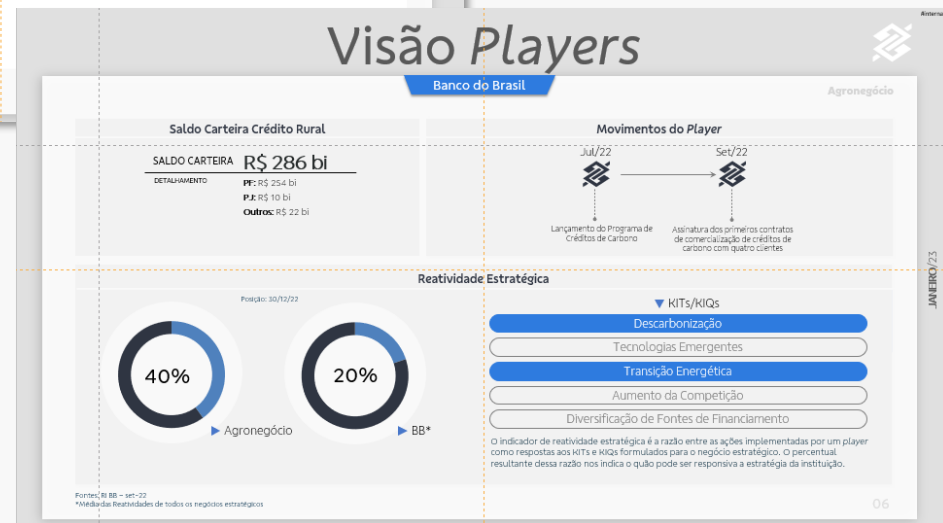 #interna
Visão Players
Banco do Brasil
Agronegócio
Saldo Carteira Crédito Rural
SALDO CARTEIRA R$ 286 bi
DETALHAMENTO PF: R$ 254 bi
PJ: R$ 10 bi
Outros: R$ 22 bi
Movimentos do Player
Jul/22
Set/22
Lançamento do Programa de
Créditos de Carbono
Assinatura dos primeiros contratos
de comercialização de créditos de
carbono com quatro clientes
JANEIRO/23
Reatividade Estratégica
Posição: 30/12/22
40%
Agronegócio
20%
BB*
KITs/KIQs
Descarbonização
Tecnologias Emergentes
Transição Energética
Aumento da Competição
Diversificação de Fontes de Financiamento
O indicador de reatividade estratégica é a razão entre as ações implementadas por um player
como respostas aos KITs e KIQs formulados para o negócio estratégico. O percentual
resultante dessa razão nos indica o quão pode ser responsiva a estratégia da instituição.
Fontes: RI BB – set-22
*Média das Reatividades de todos os negócios estratégicos
06